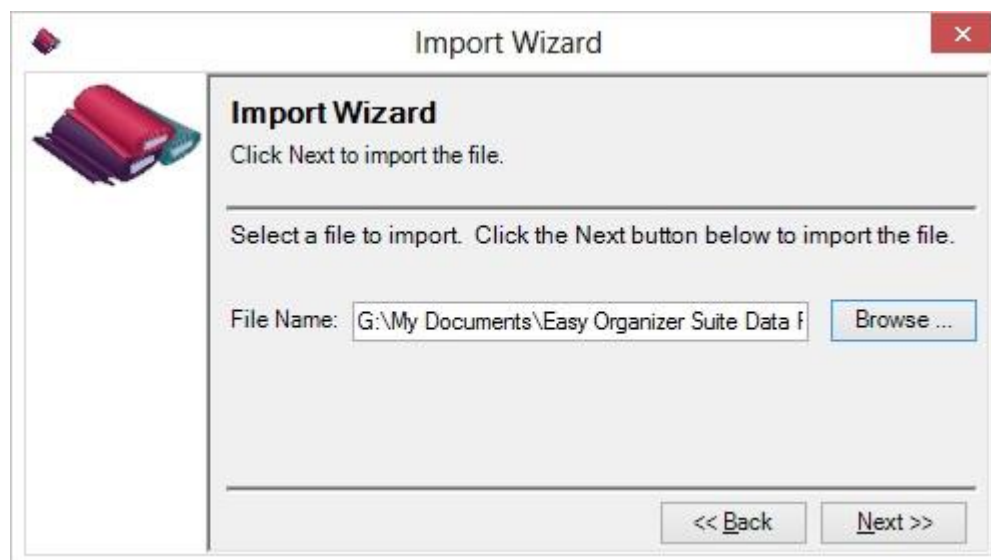 Import Wizard
Import Wizard
Click Next to import the file.
Select a file to import. Click the Next button below to import the file.
File Name: G:\My Documents\Easy Organizer Suite Data F Browse ...
<< Back Next >>